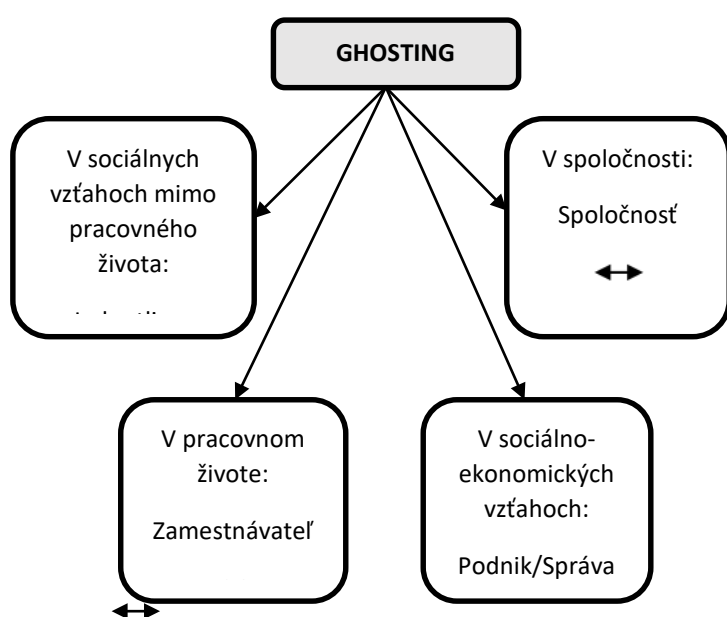 GHOSTING
V sociálnych
vzťahoch mimo
pracovného
života:
V spoločnosti:
Spoločnosť
V pracovnom
živote:
Zamestnávateľ
V sociálno-
ekonomických
vzťahoch:
Podnik/Správa